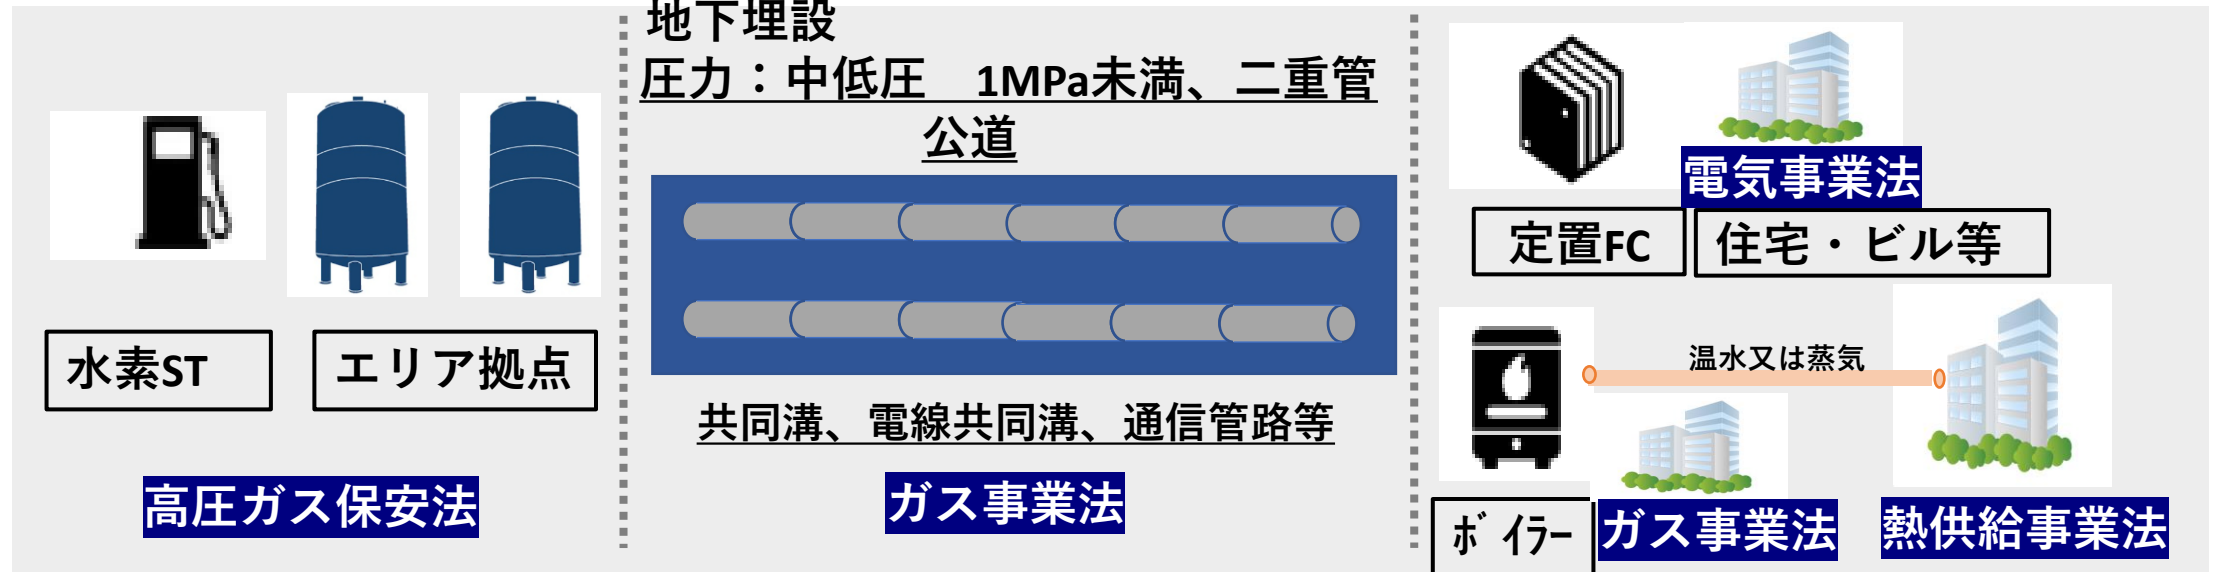 水素ST
エリア拠点
高圧ガス保安法
地下埋設
圧力：中低圧　1MPa未満、二重管
公道
共同溝、電線共同溝、通信管路等
ガス事業法
電気事業法
定置FC
住宅・ビル等
温水又は蒸気
ﾎﾞｲﾗｰ
ガス事業法
熱供給事業法